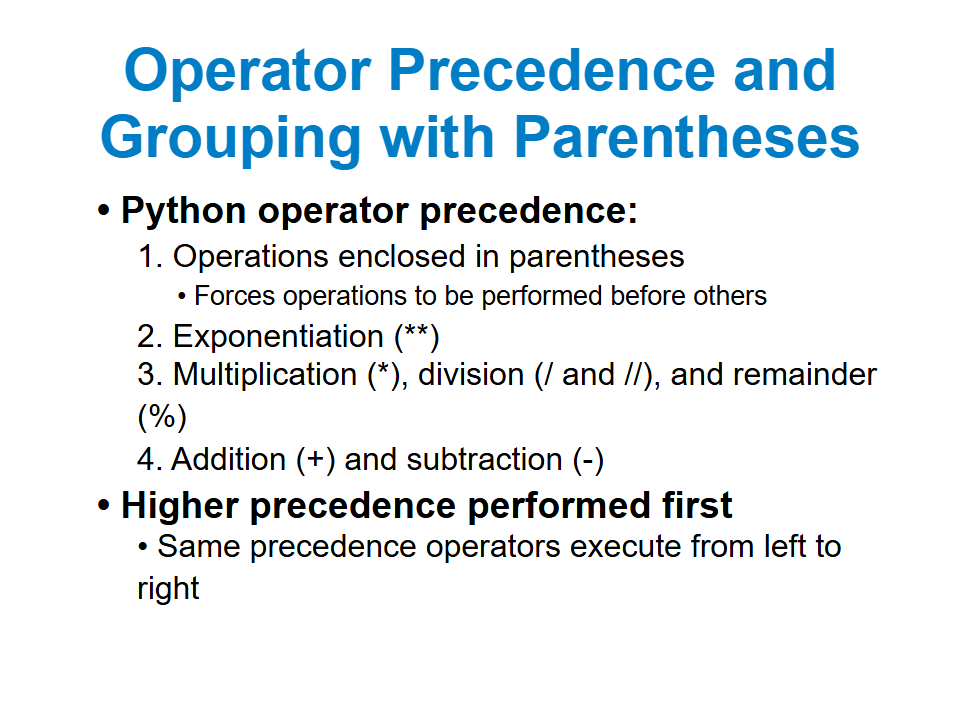 Operator Precedence and
Grouping with Parentheses
• Python operator precedence:
1. Operations enclosed in parentheses
• Forces operations to be performed before others
2. Exponentiation (**)
3. Multiplication (*), division (/ and //), and remainder
(%)
4. Addition (+) and subtraction (-)
• Higher precedence performed first
• Same precedence operators execute from left to
right